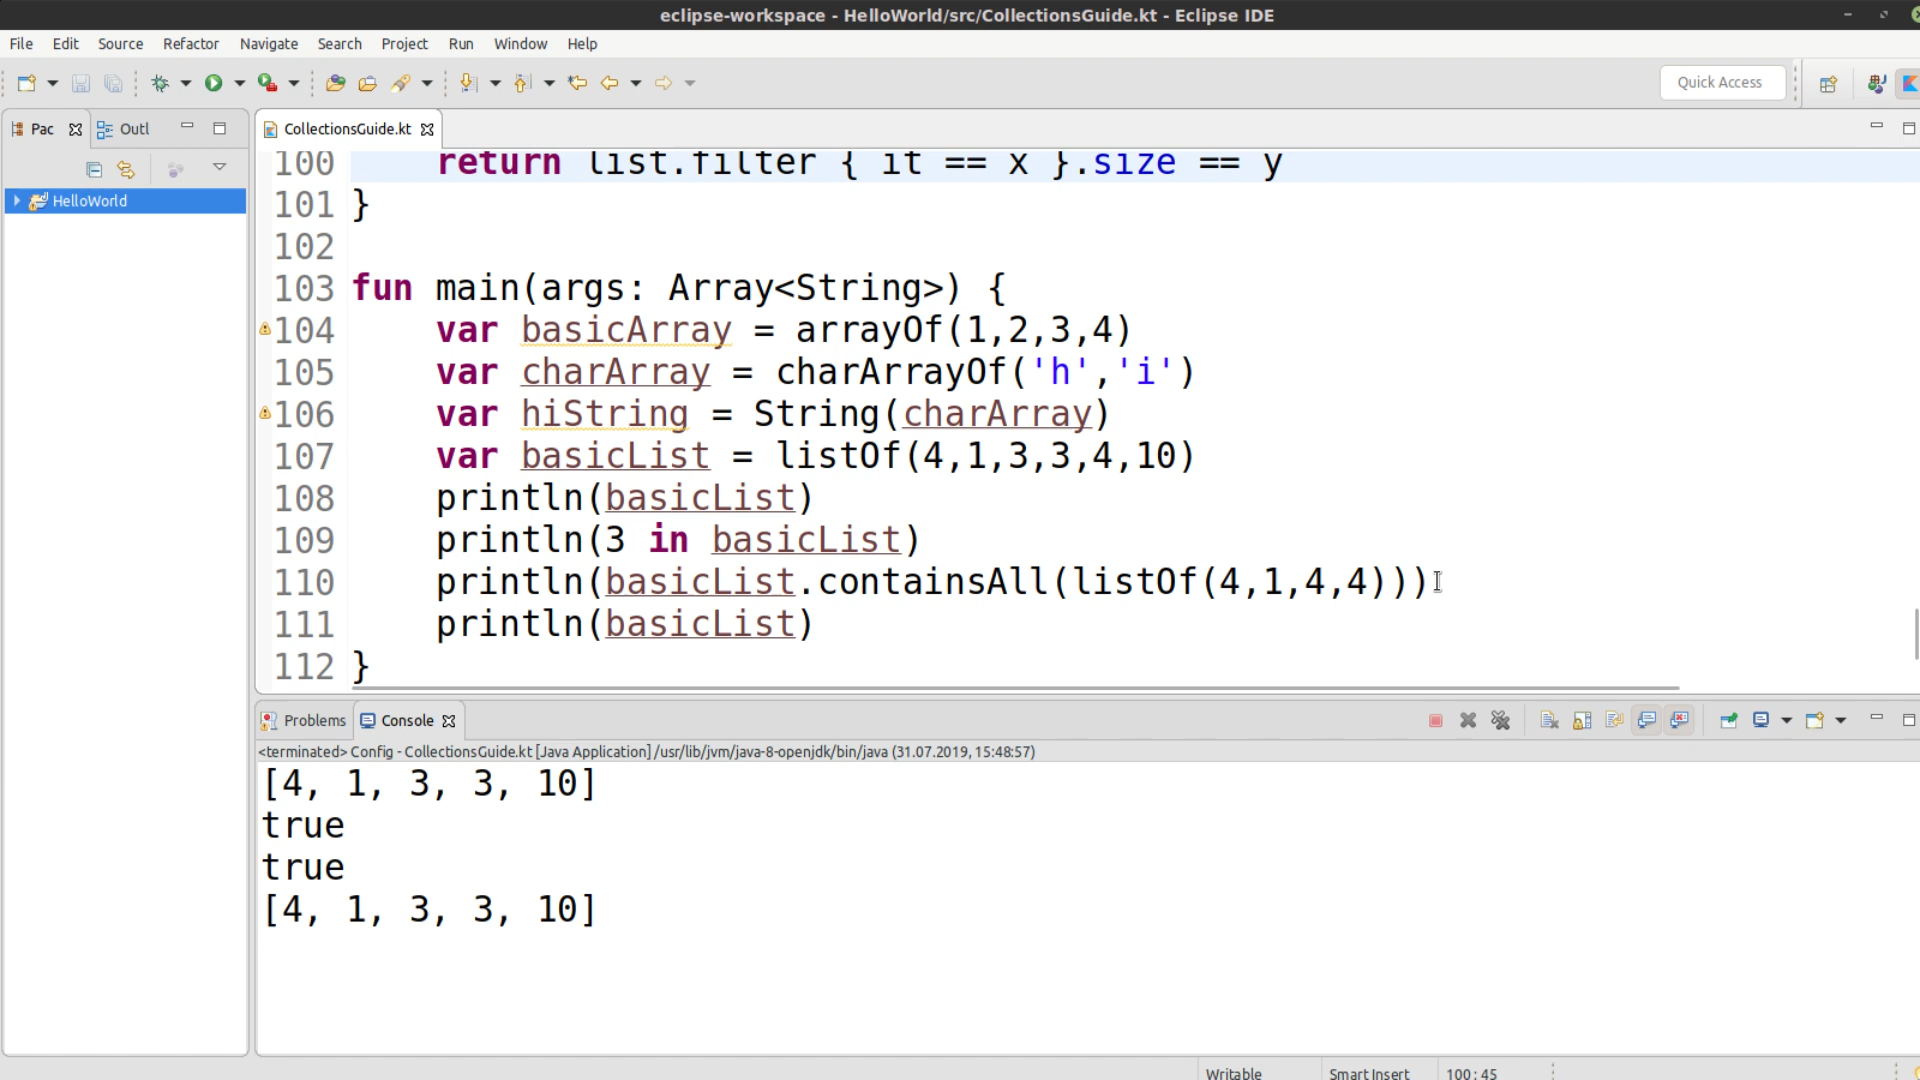 eclipse-workspace - HelloWorld/src/CollectionsGuide.kt - Eclipse IDE
File Edit Source Refactor Navigate Search Project Run Window Help
Quick Access
Pac Outl
CollectionsGuide.kt
HelloWorld
100     return list.filter { it == x }.size == y
101 }
102
103 fun main(args: Array<String>) {
104     var basicArray = arrayOf(1,2,3,4)
105     var charArray = charArrayOf('h','i')
106     var hiString = String(charArray)
107     var basicList = listOf(4,1,3,3,4,10)
108     println(basicList)
109     println(3 in basicList)
110     println(basicList.containsAll(listOf(4,1,4,4)))
111     println(basicList)
112 }
Problems Console
<terminated> Config - CollectionsGuide.kt [Java Application] /usr/lib/jvm/java-8-openjdk/bin/java (31.07.2019, 15:48:57)
[4, 1, 3, 3, 10]
true
true
[4, 1, 3, 3, 10]
Writable Smart Insert 100 : 45